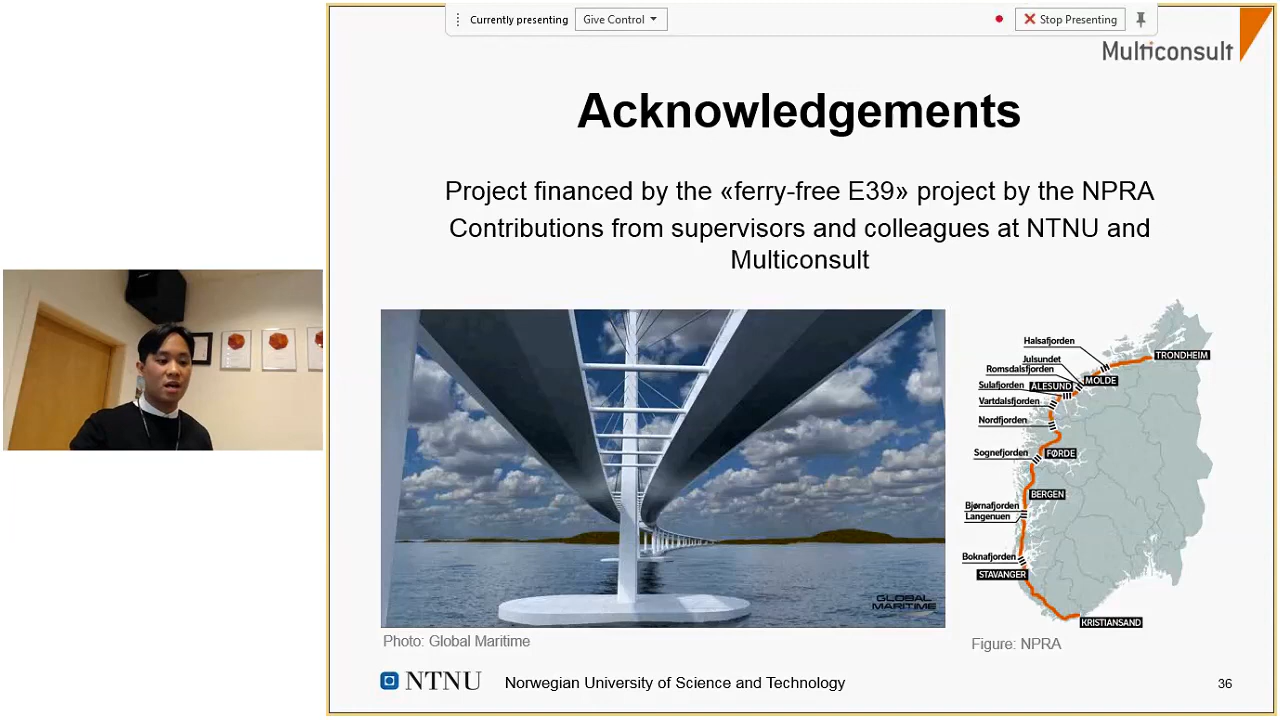 Currently presenting
Give Control
Stop Presenting
Multiconsult
Acknowledgements
Project financed by the «ferry-free E39» project by the NPRA
Contributions from supervisors and colleagues at NTNU and
Multiconsult
Halsafjorden
TRONDHEIM
Julsundet
Romsdalsfjorden
MOLDE
Sulafjorden
ÅLESUND
Vartdalsfjorden
Nordfjorden
Sognefjorden
FØRDE
BERGEN
Bjørnafjorden
Langenuen
Boknafjorden
STAVANGER
KRISTIANSAND
GLOBAL
MARITIME
Photo: Global Maritime
Figure: NPRA
NTNU
Norwegian University of Science and Technology
36